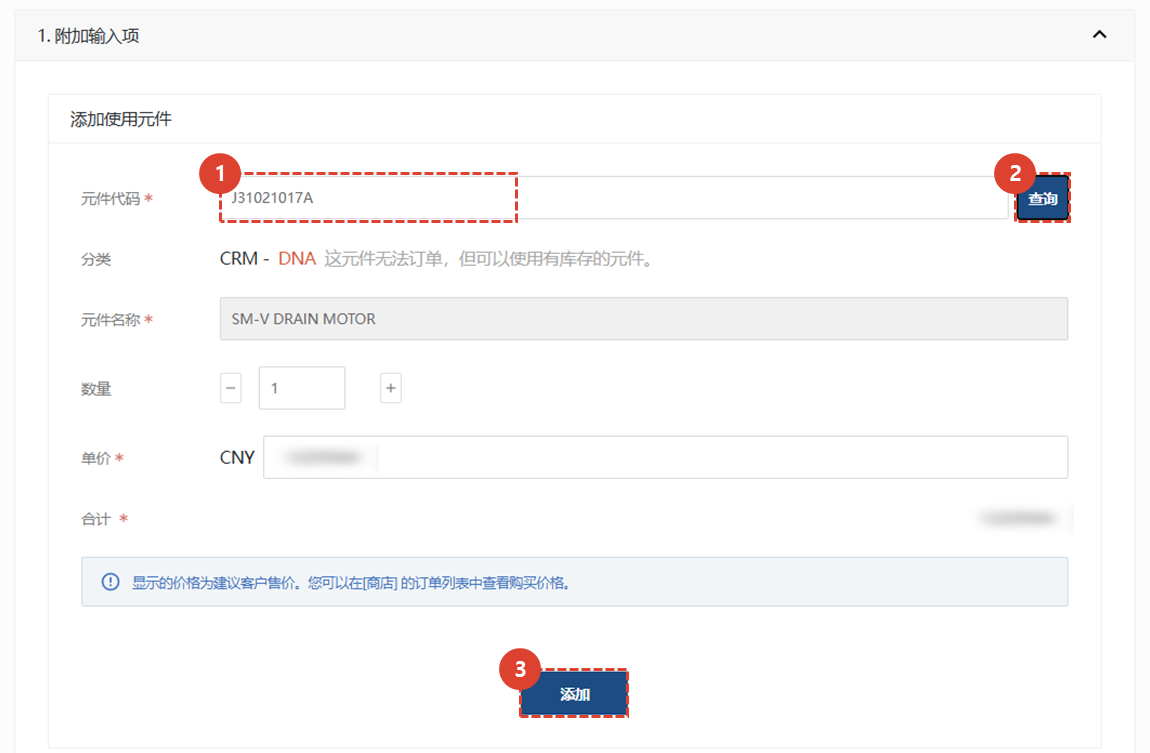 1. 附加输入项
添加使用元件
1
2
元件代码 *
J31021017A
查询
分类
CRM - DNA 这元件无法订单，但可以使用有库存的元件。
元件名称 *
SM-V DRAIN MOTOR
数量
− 1 +
单价 *
CNY
合计 *
显示的价格为建议客户售价。您可以在[商店] 的订单列表中查看购买价格。
3
添加